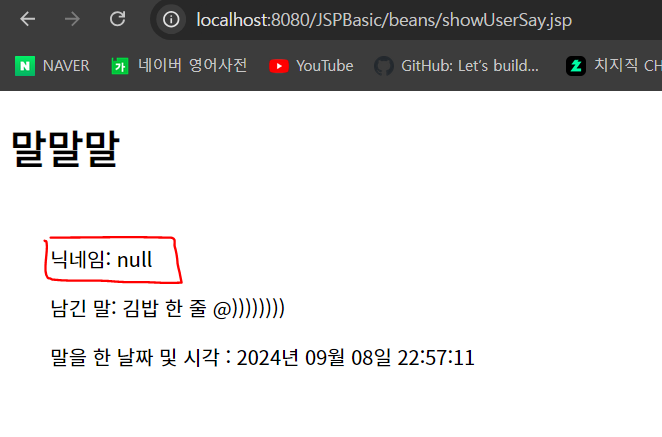 localhost:8080/JSPBasic/beans/showUserSay.jsp
NAVER 네이버 영어사전 YouTube GitHub: Let's build... 치지직 CH
말말말
닉네임: null
남긴 말: 김밥 한 줄 @))))))))
말을 한 날짜 및 시각 : 2024년 09월 08일 22:57:11